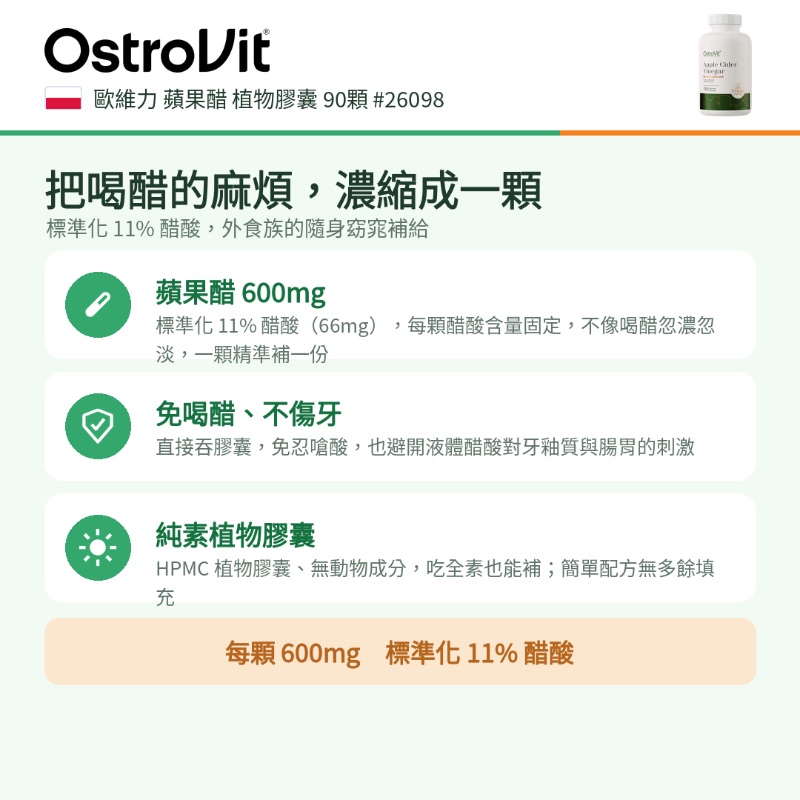 OstroVit®
歐維力 蘋果醋 植物膠囊 90顆 #26098
OstroVit
Apple Cider
Vinegar
把喝醋的麻煩，濃縮成一顆
標準化 11% 醋酸，外食族的隨身窈窕補給
蘋果醋 600mg
標準化 11% 醋酸（66mg），每顆醋酸含量固定，不像喝醋忽濃忽
淡，一顆精準補一份
免喝醋、不傷牙
直接吞膠囊，免忍嗆酸，也避開液體醋酸對牙釉質與腸胃的刺激
純素植物膠囊
HPMC 植物膠囊、無動物成分，吃全素也能補；簡單配方無多餘填
充
每顆 600mg 標準化 11% 醋酸